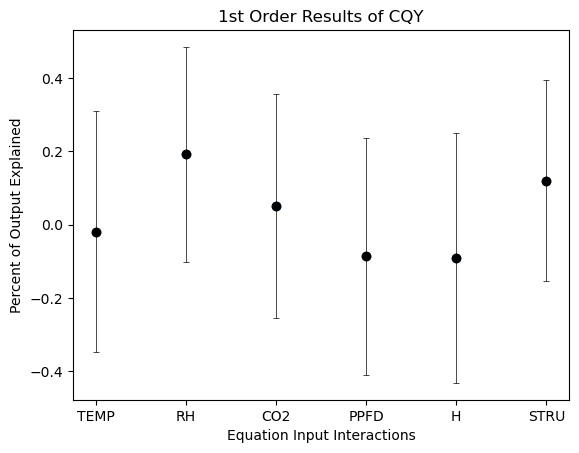 1st Order Results of CQY
Percent of Output Explained
0.4
0.2
0.0
−0.2
−0.4
TEMP RH CO2 PPFD H STRU
Equation Input Interactions